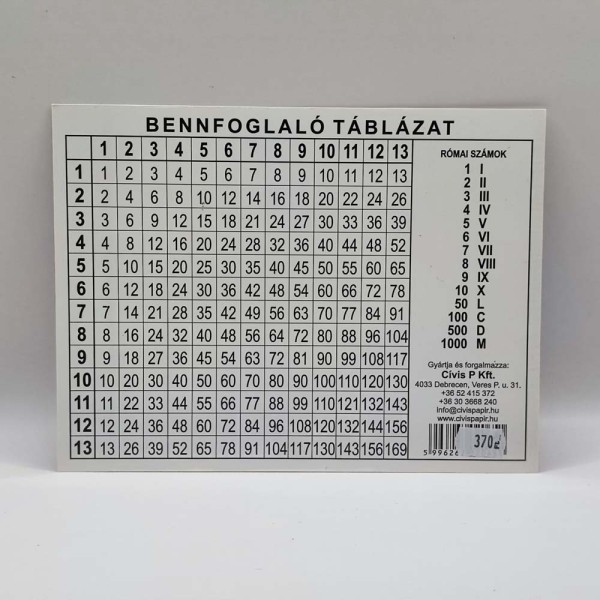 BENNFOGLALÓ TÁBLÁZAT
1 2 3 4 5 6 7 8 9 10 11 12 13
1 1 2 3 4 5 6 7 8 9 10 11 12 13
2 2 4 6 8 10 12 14 16 18 20 22 24 26
3 3 6 9 12 15 18 21 24 27 30 33 36 39
4 4 8 12 16 20 24 28 32 36 40 44 48 52
5 5 10 15 20 25 30 35 40 45 50 55 60 65
6 6 12 18 24 30 36 42 48 54 60 66 72 78
7 7 14 21 28 35 42 49 56 63 70 77 84 91
8 8 16 24 32 40 48 56 64 72 80 88 96 104
9 9 18 27 36 45 54 63 72 81 90 99 108 117
10 10 20 30 40 50 60 70 80 90 100 110 120 130
11 11 22 33 44 55 66 77 88 99 110 121 132 143
12 12 24 36 48 60 72 84 96 108 120 132 144 156
13 13 26 39 52 65 78 91 104 117 130 143 156 169
RÓMAI SZÁMOK
1 I
2 II
3 III
4 IV
5 V
6 VI
7 VII
8 VIII
9 IX
10 X
50 L
100 C
500 D
1000 M
Gyártja és forgalmazza:
Cívis P Kft.
4033 Debrecen, Veres P. u. 31.
+36 52 415 372
+36 30 3668 240
info@civispapir.hu
www.civispapir.hu
370
5 99626